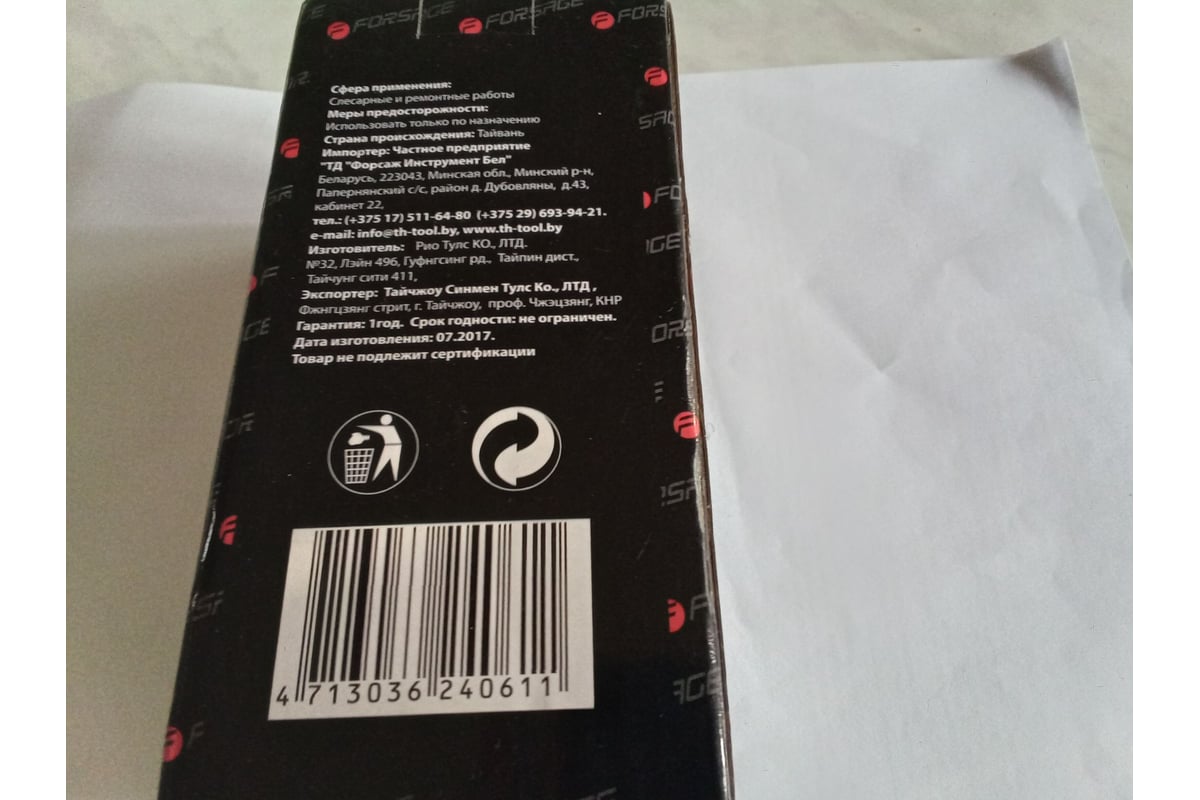 FORSAGE FORSAGE FORS
Сфера применения:
Слесарные и ремонтные работы
Меры предосторожности:
Использовать только по назначению
Страна происхождения: Тайвань
Импортер: Частное предприятие
"ТД "Форсаж Инструмент Бел"
Беларусь, 223043, Минская обл., Минский р-н,
Папернянский с/с, район д. Дубовляны, д.43,
кабинет 22,
тел.: (+375 17) 511-64-80 (+375 29) 693-94-21.
e-mail: info@th-tool.by, www.th-tool.by
Изготовитель: Рио Тулс КО., ЛТД.
№32, Лэйн 496, Гуфнгсинг рд., Тайпин дист.,
Тайчунг сити 411,
Экспортер: Тайчжоу Синмен Тулс Ко., ЛТД ,
Фжнгцзянг стрит, г. Тайчжоу, проф. Чжэцзянг, КНР
Гарантия: 1год. Срок годности: не ограничен.
Дата изготовления: 07.2017.
Товар не подлежит сертификации
4 713036 240611